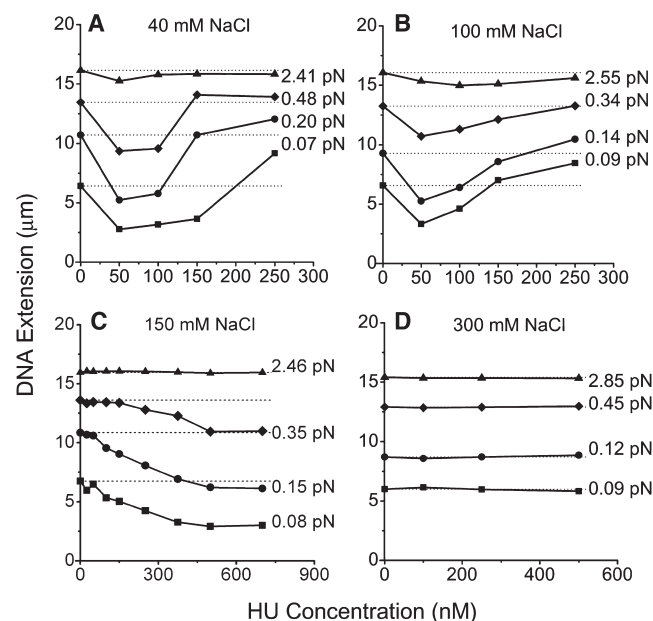 A
40 mM NaCl
20
15
10
5
0
2.41 pN
0.48 pN
0.20 pN
0.07 pN
0 50 100 150 200 250 300
B
100 mM NaCl
20
15
10
5
0
2.55 pN
0.34 pN
0.14 pN
0.09 pN
0 50 100 150 200 250 300
DNA Extension (μm)
C
150 mM NaCl
20
15
10
5
0
2.46 pN
0.35 pN
0.15 pN
0.08 pN
0 300 600 900
D
300 mM NaCl
20
15
10
5
0
2.85 pN
0.45 pN
0.12 pN
0.09 pN
0 200 400 600
HU Concentration (nM)